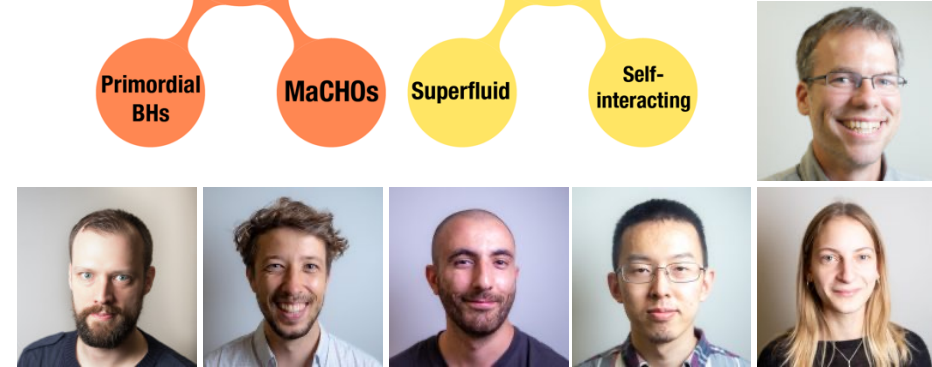 Primordial
BHs
MaCHOs
Superfluid
Self-
interacting